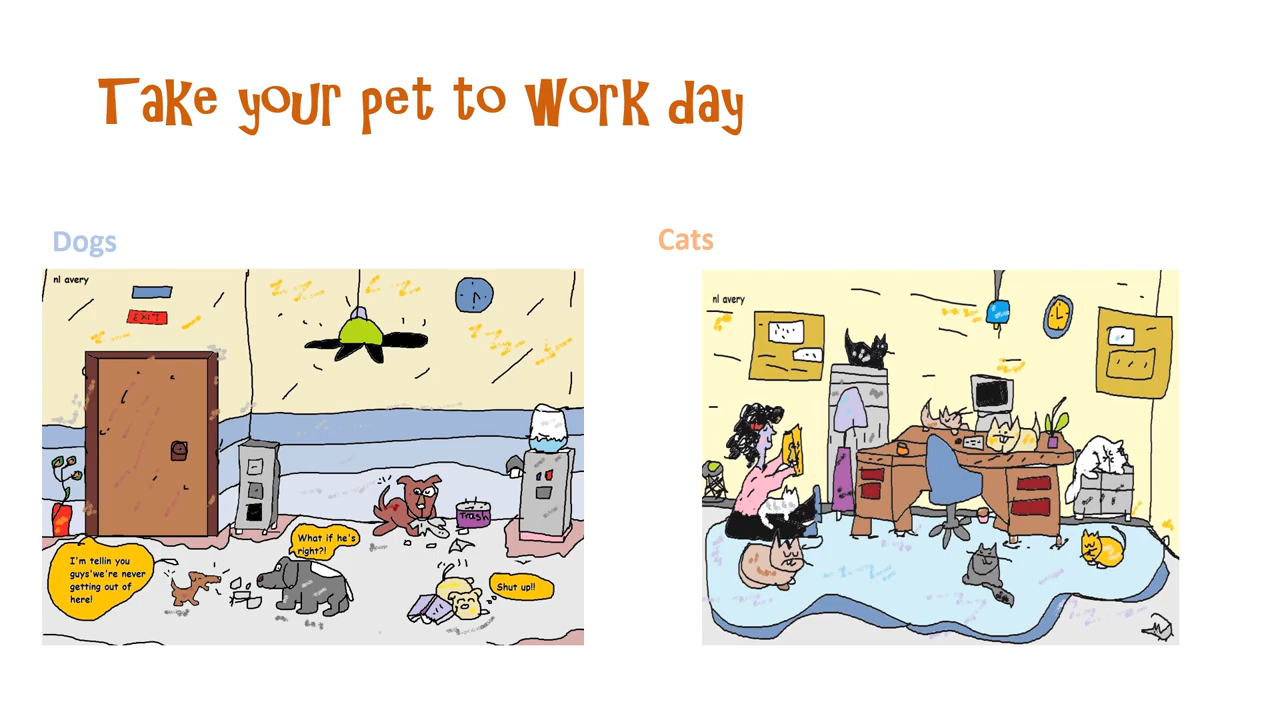 Take your pet to Work day
Dogs
Cats
nl avery
EXIT
What if he's
right?!
I'm tellin you
guys'we're never
getting out of
here!
Trash
Shut up!!
nl avery